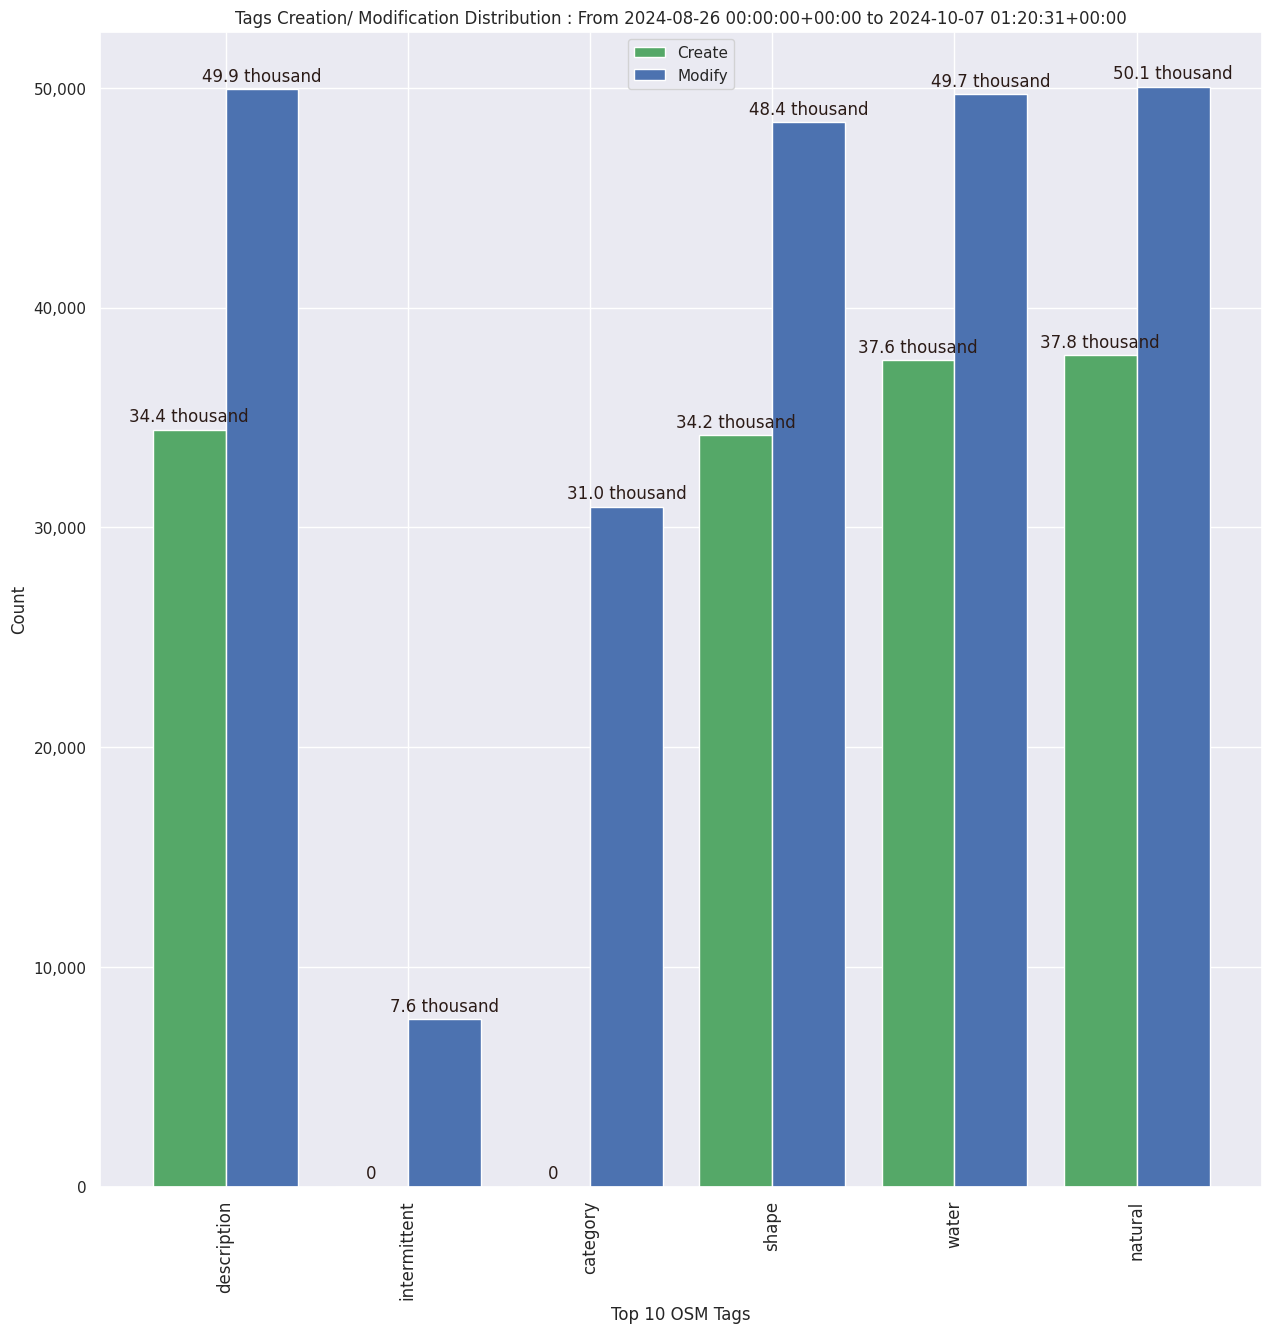 Tags Creation/ Modification Distribution : From 2024-08-26 00:00:00+00:00 to 2024-10-07 01:20:31+00:00
Create
Modify
50,000
40,000
30,000
20,000
10,000
0
Count
34.4 thousand
49.9 thousand
0
7.6 thousand
0
31.0 thousand
34.2 thousand
48.4 thousand
37.6 thousand
49.7 thousand
37.8 thousand
50.1 thousand
description
intermittent
category
shape
water
natural
Top 10 OSM Tags